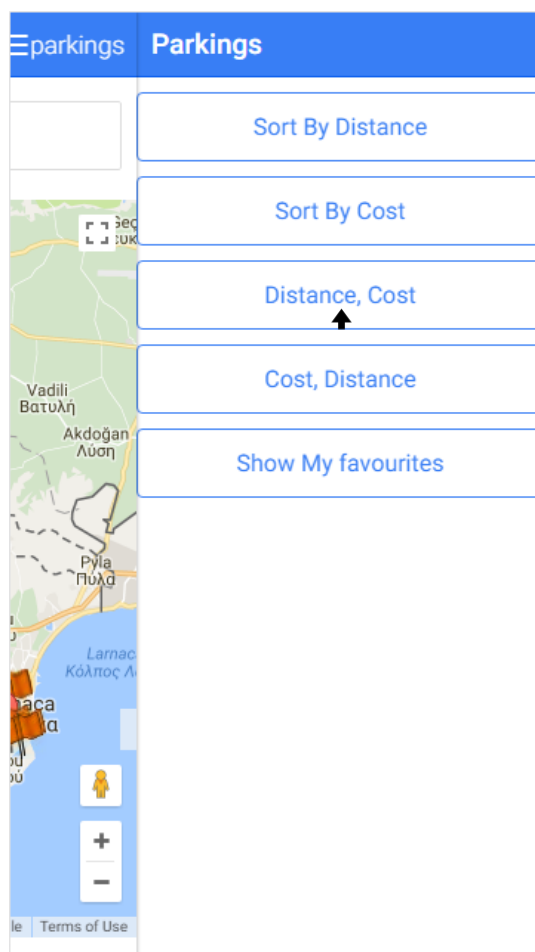 parkings
Parkings
Sort By Distance
Sort By Cost
Distance, Cost
Cost, Distance
Show My favourites
Vadili
Βατυλή
Akdoğan
Λύση
Pyla
Πύλα
Κόλπος
Terms of Use